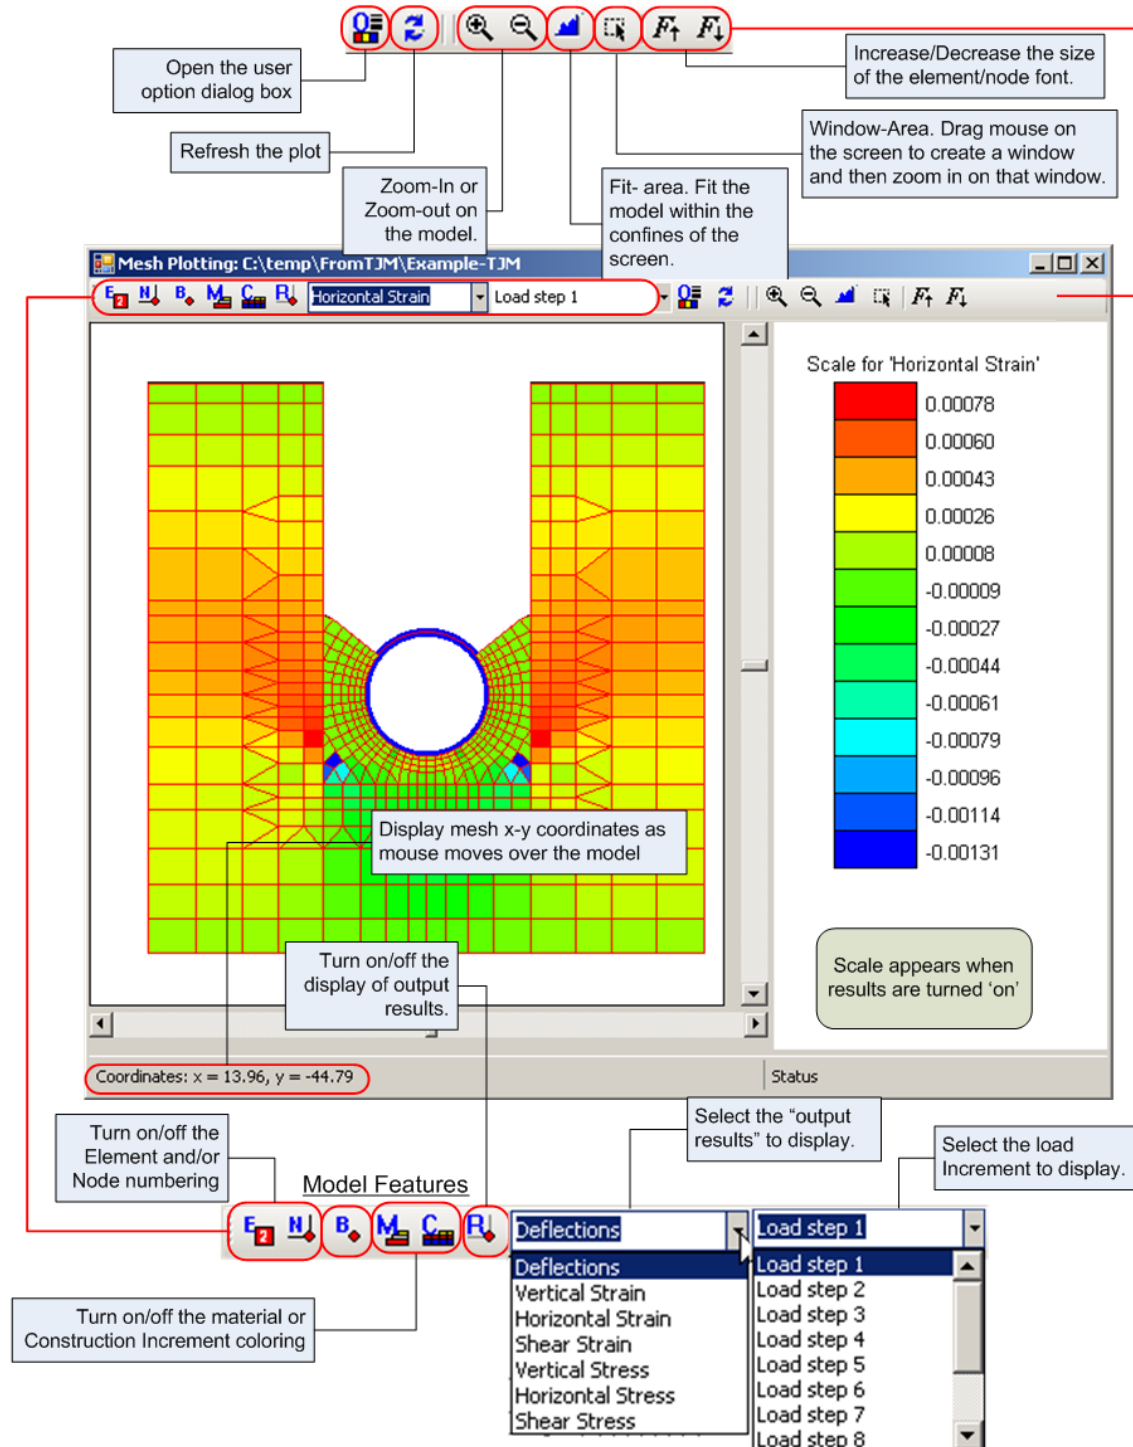 Open the user
option dialog box
Refresh the plot
Zoom-In or
Zoom-out on
the model.
Fit- area. Fit the
model within the
confines of the
screen.
Increase/Decrease the size
of the element/node font.
Window-Area. Drag mouse on
the screen to create a window
and then zoom in on that window.
Mesh Plotting: C:\temp\FromTJM\Example-TJM
Horizontal Strain
Load step 1
Scale for 'Horizontal Strain'
0.00078
0.00060
0.00043
0.00026
0.00008
-0.00009
-0.00027
-0.00044
-0.00061
-0.00079
-0.00096
-0.00114
-0.00131
Display mesh x-y coordinates as
mouse moves over the model
Turn on/off the
display of output
results.
Scale appears when
results are turned ‘on’
Coordinates: x = 13.96, y = -44.79
Status
Turn on/off the
Element and/or
Node numbering
Select the “output
results” to display.
Select the load
Increment to display.
Model Features
E 2 N B M C R
Deflections
Load step 1
Deflections
Vertical Strain
Horizontal Strain
Shear Strain
Vertical Stress
Horizontal Stress
Shear Stress
Load step 1
Load step 2
Load step 3
Load step 4
Load step 5
Load step 6
Load step 7
Load step 8
Turn on/off the material or
Construction Increment coloring